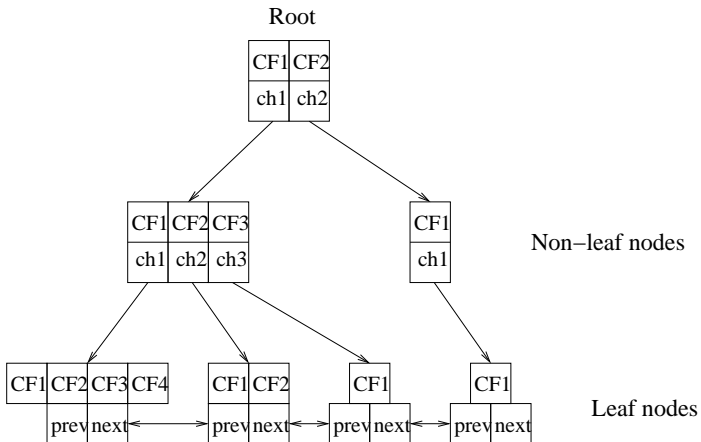 Root
CF1 CF2
ch1 ch2
CF1 CF2 CF3 CF1
Non-leaf nodes
ch1 ch2 ch3 ch1
CF1 CF2 CF3 CF4 CF1 CF2 CF1 CF1
Leaf nodes
prev next prev next prev next prev next